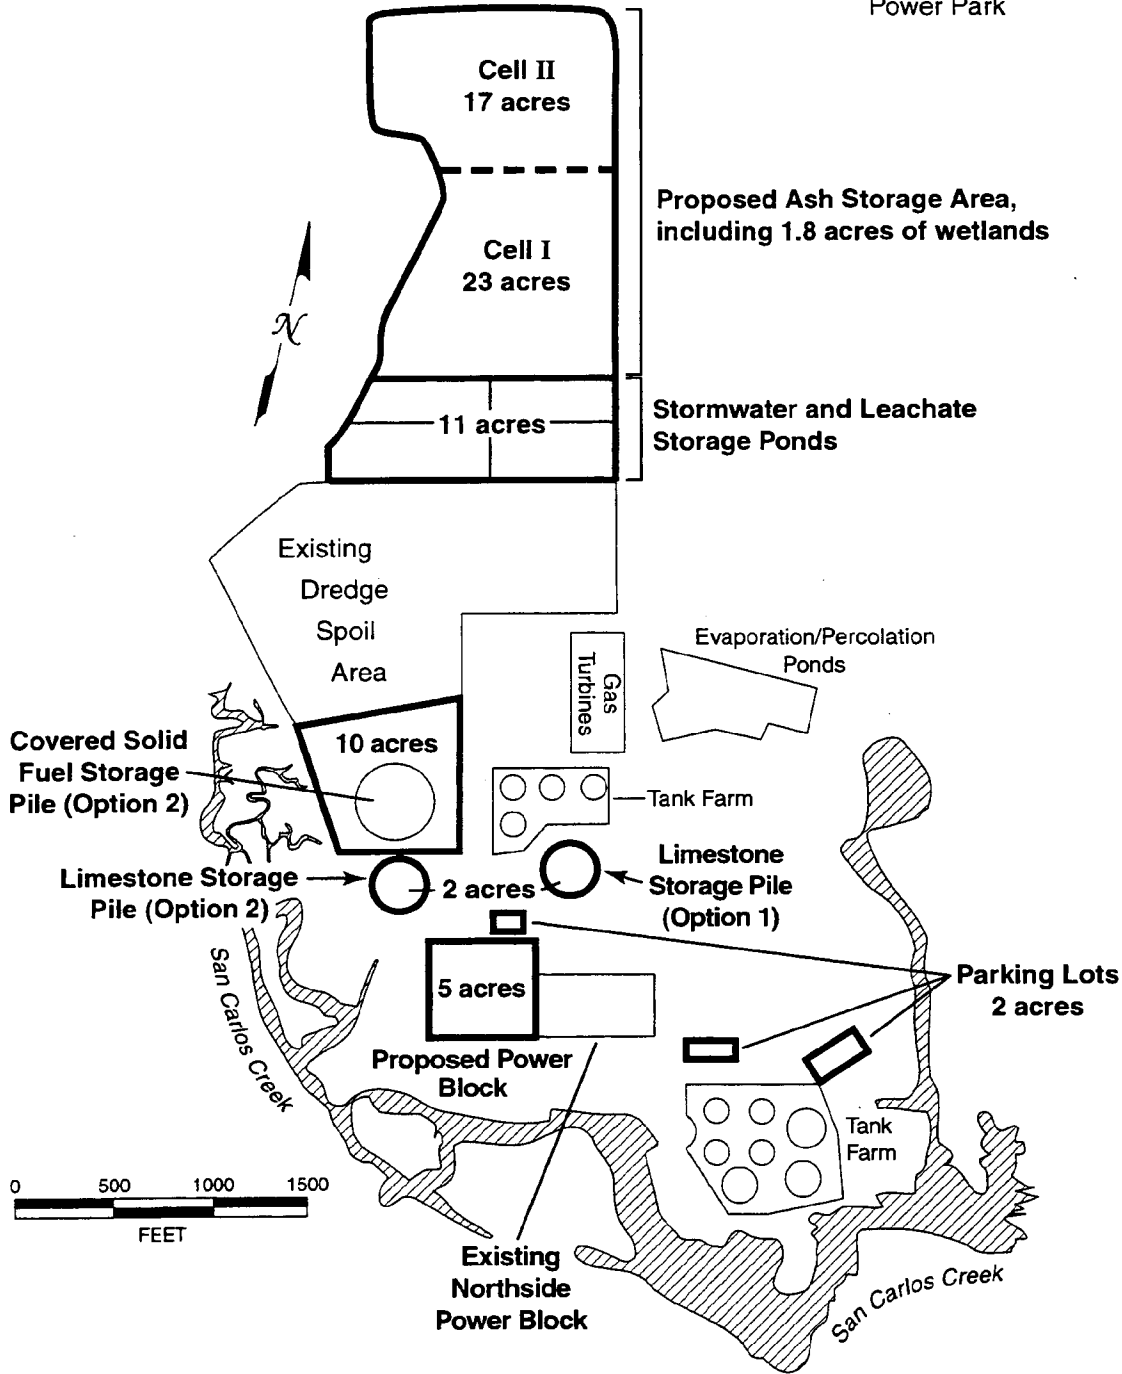 Power Park
Cell II
17 acres
Proposed Ash Storage Area,
including 1.8 acres of wetlands
Cell I
23 acres
N
11 acres
Stormwater and Leachate
Storage Ponds
Existing
Dredge
Spoil
Area
Gas
Turbines
Evaporation/Percolation
Ponds
Covered Solid
Fuel Storage
Pile (Option 2)
10 acres
Tank Farm
Limestone Storage
Pile (Option 2)
2 acres
Limestone
Storage Pile
(Option 1)
San Carlos Creek
5 acres
Parking Lots
2 acres
Proposed Power
Block
Tank
Farm
0 500 1000 1500
FEET
Existing
Northside
Power Block
San Carlos Creek